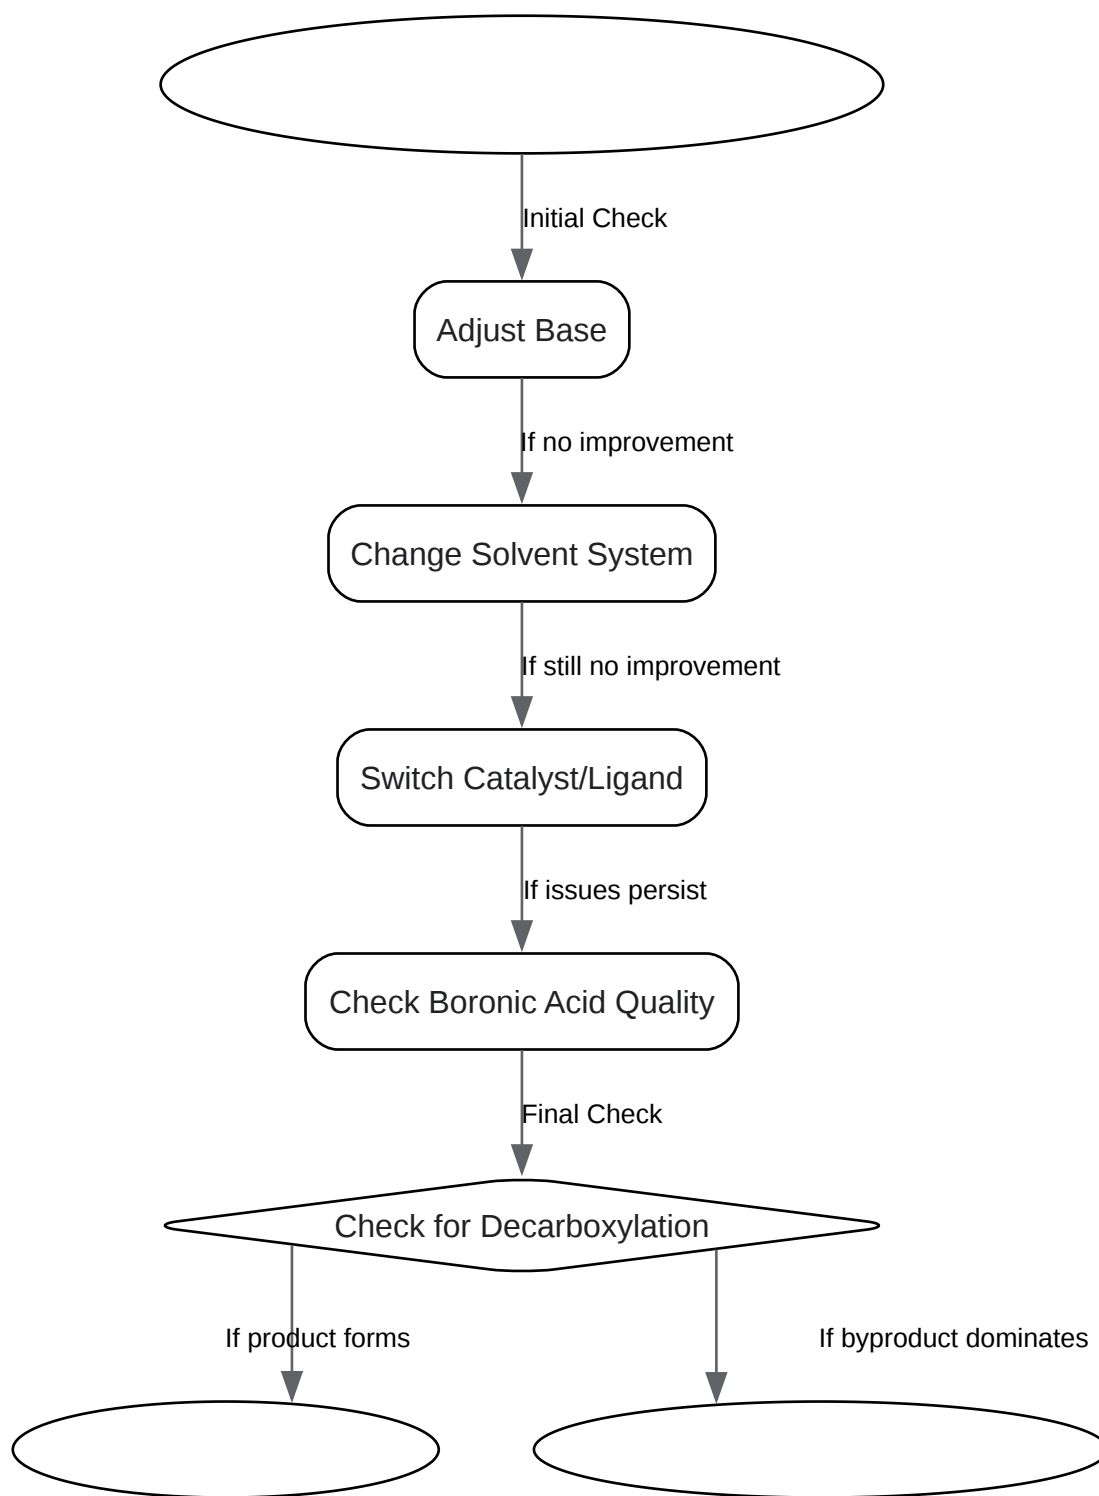 Initial Check
Adjust Base
If no improvement
Change Solvent System
If still no improvement
Switch Catalyst/Ligand
If issues persist
Check Boronic Acid Quality
Final Check
Check for Decarboxylation
If product forms
If byproduct dominates